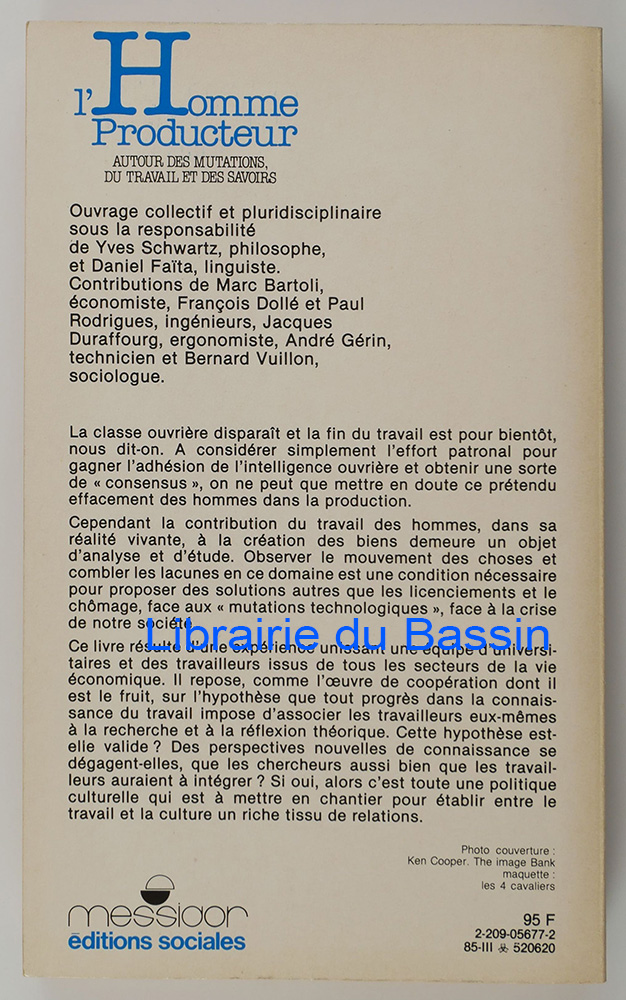 l'Homme
Producteur
AUTOUR DES MUTATIONS,
DU TRAVAIL ET DES SAVOIRS
Ouvrage collectif et pluridisciplinaire
sous la responsabilité
de Yves Schwartz, philosophe,
et Daniel Faïta, linguiste.
Contributions de Marc Bartoli,
économiste, François Dollé et Paul
Rodrigues, ingénieurs, Jacques
Duraffourg, ergonomiste, André Gérin,
technicien et Bernard Vuillon,
sociologue.
La classe ouvrière disparaît et la fin du travail est pour bientôt,
nous dit-on. A considérer simplement l'effort patronal pour
gagner l'adhésion de l'intelligence ouvrière et obtenir une sorte
de « consensus », on ne peut que mettre en doute ce prétendu
effacement des hommes dans la production.
Cependant la contribution du travail des hommes, dans sa
réalité vivante, à la création des biens demeure un objet
d'analyse et d'étude. Observer le mouvement des choses et
combler les lacunes en ce domaine est une condition nécessaire
pour proposer des solutions autres que les licenciements et le
chômage, face aux « mutations technologiques », face à la crise
de notre société.
Librairie du Bassin
Ce livre résulte d'une expérience unissant une équipe d'universi-
taires et des travailleurs issus de tous les secteurs de la vie
économique. Il repose, comme l'œuvre de coopération dont il
est le fruit, sur l'hypothèse que tout progrès dans la connais-
sance du travail impose d'associer les travailleurs eux-mêmes
à la recherche et à la réflexion théorique. Cette hypothèse est-
elle valide ? Des perspectives nouvelles de connaissance se
dégagent-elles, que les chercheurs aussi bien que les travail-
leurs auraient à intégrer ? Si oui, alors c'est toute une politique
culturelle qui est à mettre en chantier pour établir entre le
travail et la culture un riche tissu de relations.
Photo couverture :
Ken Cooper. The image Bank
maquette :
les 4 cavaliers
messidor
éditions sociales
95 F
2-209-05677-2
85-III 520620